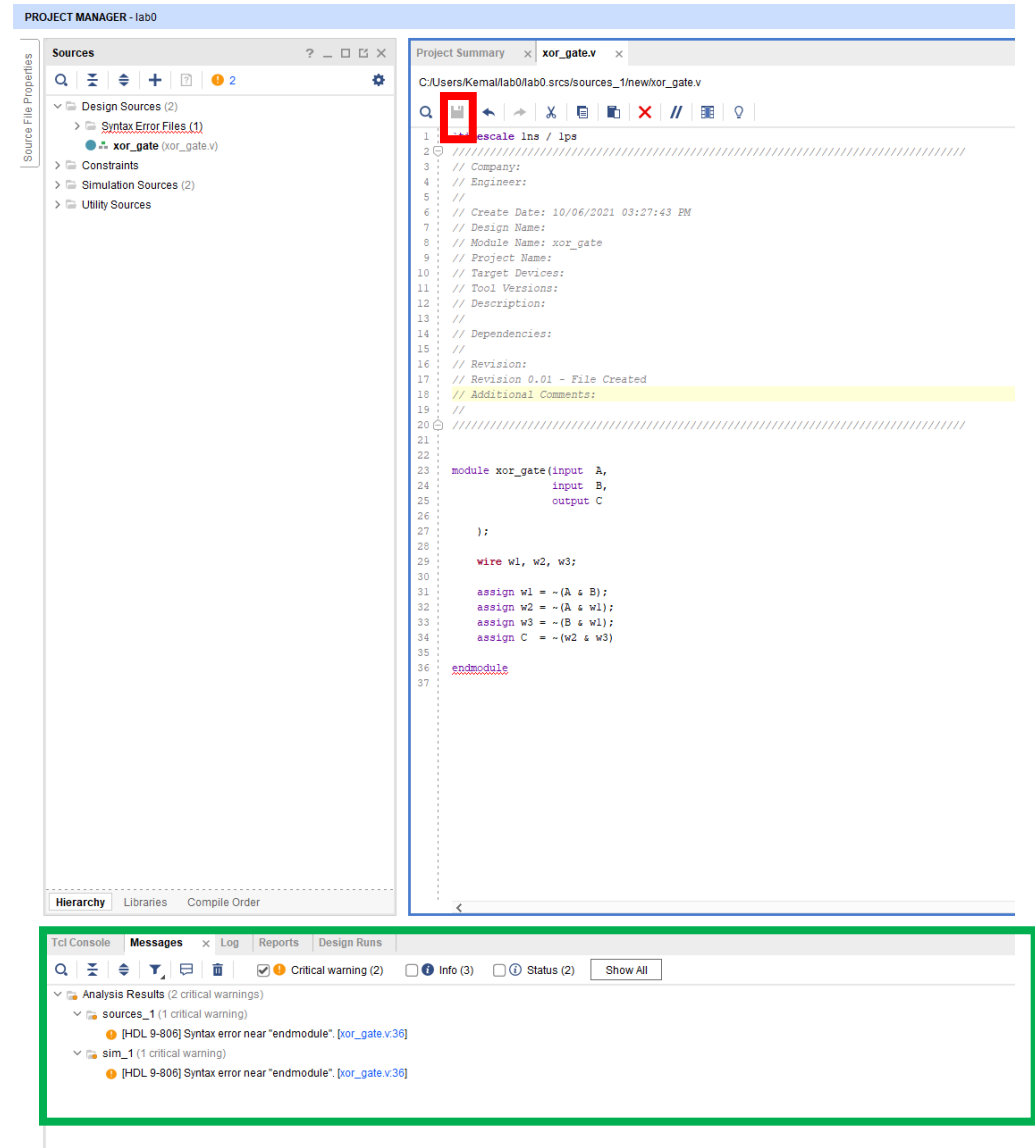 PROJECT MANAGER - lab0
Source File Properties
Sources
? _
2
Design Sources (2)
Syntax Error Files (1)
xor_gate (xor_gate.v)
Constraints
Simulation Sources (2)
Utility Sources
Hierarchy Libraries Compile Order
Project Summary × xor_gate.v ×
C:/Users/Kemal/lab0/lab0.srcs/sources_1/new/xor_gate.v
1 escale 1ns / 1ps
2 //////////////////////////////////////////////////////////////////////////////////
3 // Company:
4 // Engineer:
5 //
6 // Create Date: 10/06/2021 03:27:43 PM
7 // Design Name:
8 // Module Name: xor_gate
9 // Project Name:
10 // Target Devices:
11 // Tool Versions:
12 // Description:
13 //
14 // Dependencies:
15 //
16 // Revision:
17 // Revision 0.01 - File Created
18 // Additional Comments:
19 //
20 //////////////////////////////////////////////////////////////////////////////////
21
22
23 module xor_gate(input A,
24 input B,
25 output C
26
27 );
28
29 wire w1, w2, w3;
30
31 assign w1 = ~(A & B);
32 assign w2 = ~(A & w1);
33 assign w3 = ~(B & w1);
34 assign C = ~(w2 & w3)
35
36 endmodule
37
Tcl Console Messages × Log Reports Design Runs
Critical warning (2) Info (3) Status (2) Show All
Analysis Results (2 critical warnings)
sources_1 (1 critical warning)
[HDL 9-806] Syntax error near "endmodule". [xor_gate.v:36]
sim_1 (1 critical warning)
[HDL 9-806] Syntax error near "endmodule". [xor_gate.v:36]